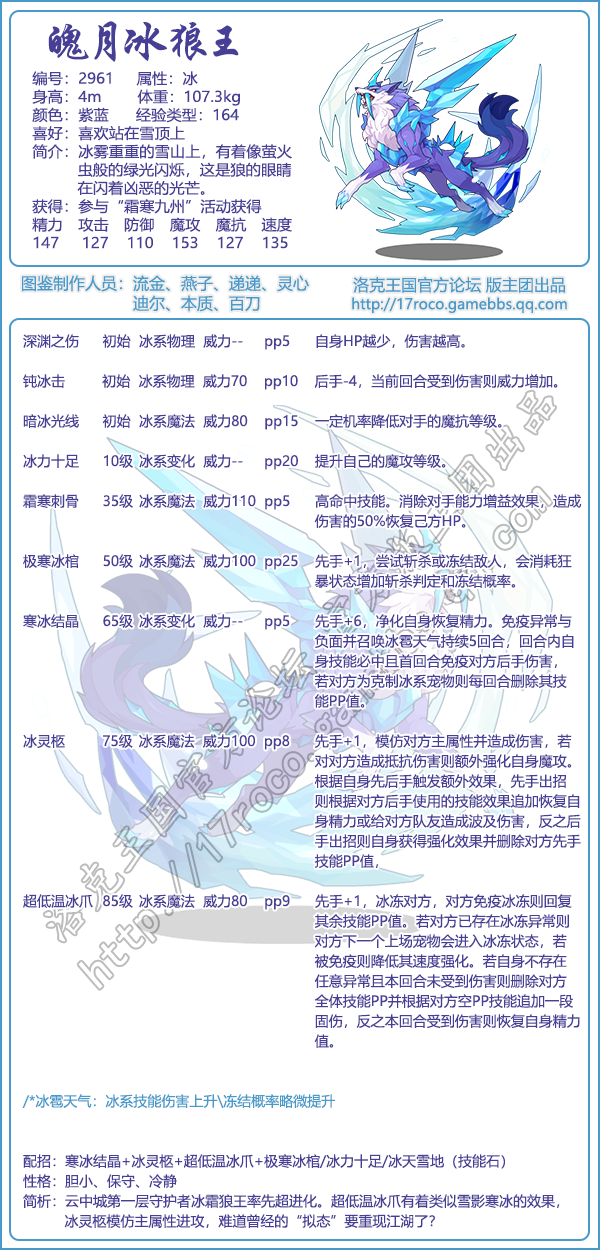 魄月冰狼王
编号：2961 属性：冰
身高：4m 体重：107.3kg
颜色：紫蓝 经验类型：164
喜好：喜欢站在雪顶上
简介：冰雾重重的雪山上，有着像萤火
虫般的绿光闪烁，这是狼的眼睛
在闪着凶恶的光芒。
获得：参与“霜寒九州”活动获得
精力 攻击 防御 魔攻 魔抗 速度
147 127 110 153 127 135
图鉴制作人员：流金、燕子、递递、灵心
迪尔、本质、百刀
洛克王国官方论坛 版主团出品
http://17roco.gamebbs.qq.com
深渊之伤 初始 冰系物理 威力-- pp5 自身HP越少，伤害越高。
钝冰击 初始 冰系物理 威力70 pp10 后手-4，当前回合受到伤害则威力增加。
暗冰光线 初始 冰系魔法 威力80 pp15 一定机率降低对手的魔抗等级。
冰力十足 10级 冰系变化 威力-- pp20 提升自己的魔攻等级。
霜寒刺骨 35级 冰系魔法 威力110 pp5 高命中技能。消除对手能力增益效果，造成
伤害的50%恢复己方HP。
极寒冰棺 50级 冰系魔法 威力100 pp25 先手+1，尝试斩杀或冻结敌人，会消耗狂
暴状态增加斩杀判定和冻结概率。
寒冰结晶 65级 冰系变化 威力-- pp5 先手+6，净化自身恢复精力。免疫异常与
负面并召唤冰雹天气持续5回合，回合内自
身技能必中且首回合免疫对方后手伤害，
若对方为克制冰系宠物则每回合删除其技
能PP值。
冰灵柩 75级 冰系魔法 威力100 pp8 先手+1，模仿对方主属性并造成伤害，若
对对方造成抵抗伤害则额外强化自身魔攻。
根据自身先后手触发额外效果，先手出招
则根据对方后手使用的技能效果追加恢复自
身精力或给对方队友造成波及伤害，反之后
手出招则自身获得强化效果并删除对方先手
技能PP值，
超低温冰爪 85级 冰系魔法 威力80 pp9 先手+1，冰冻对方，对方免疫冰冻则回复
其余技能PP值。若对方已存在冰冻异常则
对方下一个上场宠物会进入冰冻状态，若
被免疫则降低其速度强化。若自身不存在
任意异常且本回合未受到伤害则删除对方
全体技能PP并根据对方空PP技能追加一段
固伤，反之本回合受到伤害则恢复自身精力
值。
洛克王国官方论坛 版主团出品
http://17roco.gamebbs.qq.com
/*冰雹天气：冰系技能伤害上升\冻结概率略微提升
配招：寒冰结晶+冰灵柩+超低温冰爪+极寒冰棺/冰力十足/冰天雪地（技能石）
性格：胆小、保守、冷静
简析：云中城第一层守护者冰霜狼王率先超进化。超低温冰爪有着类似雪影寒冰的效果，
冰灵柩模仿主属性进攻，难道曾经的“拟态”要重现江湖了？